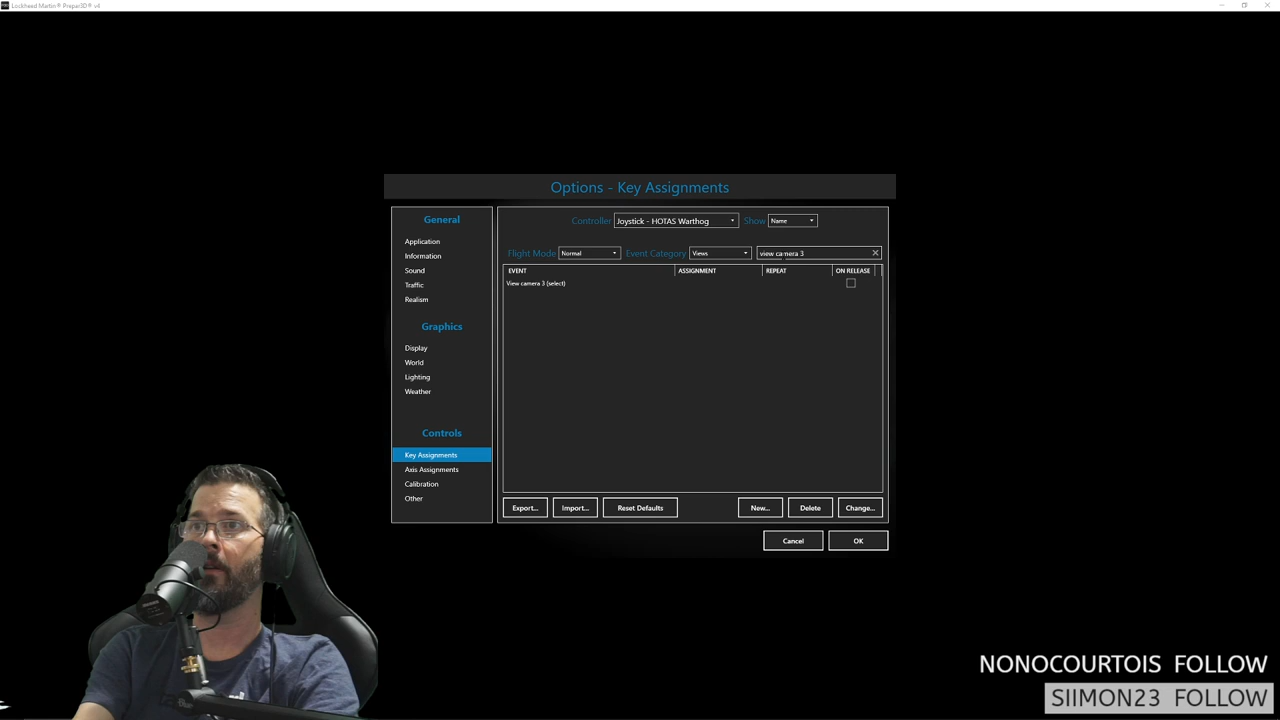 Lockheed Martin® Prepar3D® v4
Options - Key Assignments
General
Application
Information
Sound
Traffic
Realism
Graphics
Display
World
Lighting
Weather
Controls
Key Assignments
Axis Assignments
Calibration
Other
Controller Joystick - HOTAS Warthog Show Name
Flight Mode Normal Event Category Views view camera 3
EVENT ASSIGNMENT REPEAT ON RELEASE
View camera 3 (select)
Export... Import... Reset Defaults New... Delete Change...
Cancel OK
NONOCOURTOIS FOLLOW
SIIMON23 FOLLOW